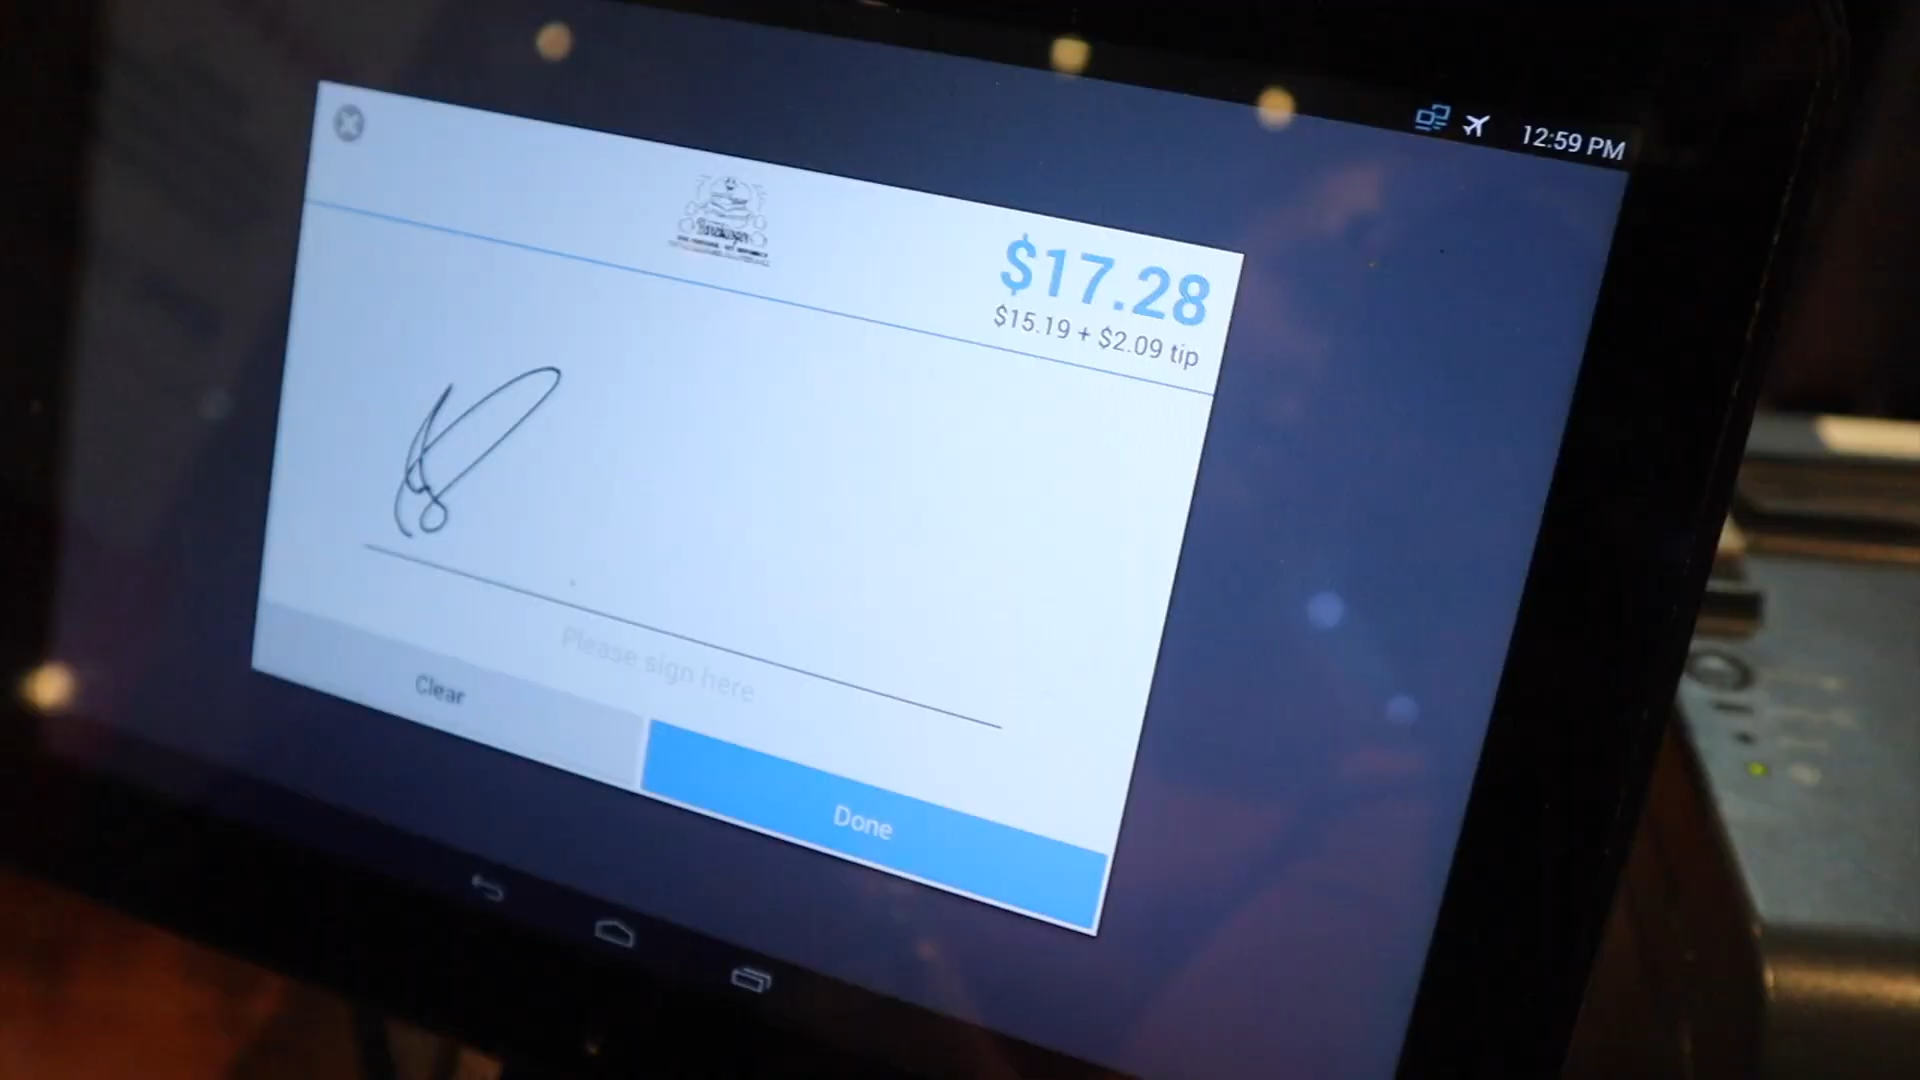 12:59 PM
$17.28
$15.19 + $2.09 tip
Please sign here
Clear
Done